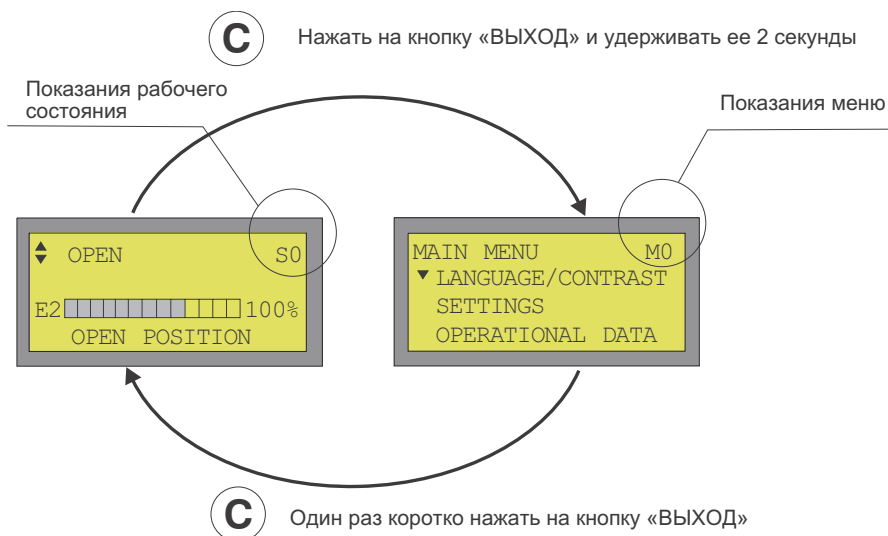 C
Нажать на кнопку «ВЫХОД» и удерживать ее 2 секунды
Показания рабочего
состояния
Показания меню
OPEN S0
E2 100%
OPEN POSITION
MAIN MENU M0
LANGUAGE/CONTRAST
SETTINGS
OPERATIONAL DATA
C
Один раз коротко нажать на кнопку «ВЫХОД»